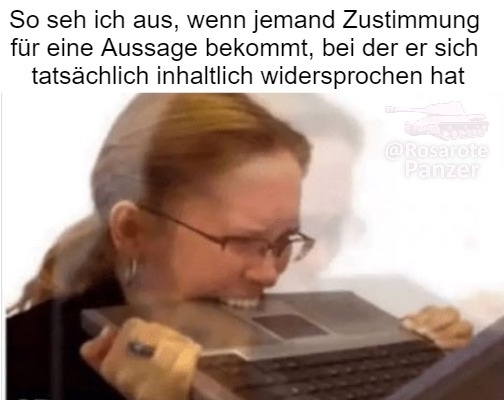 So seh ich aus, wenn jemand Zustimmung
für eine Aussage bekommt, bei der er sich
tatsächlich inhaltlich widersprochen hat
@Rosarote
Panzer